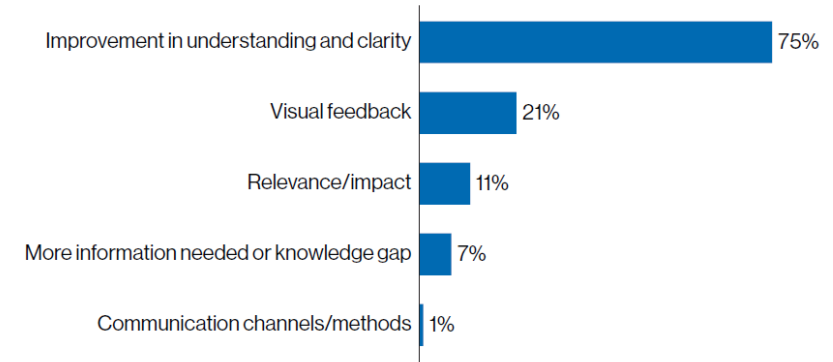 Improvement in understanding and clarity 75%
Visual feedback 21%
Relevance/impact 11%
More information needed or knowledge gap 7%
Communication channels/methods 1%